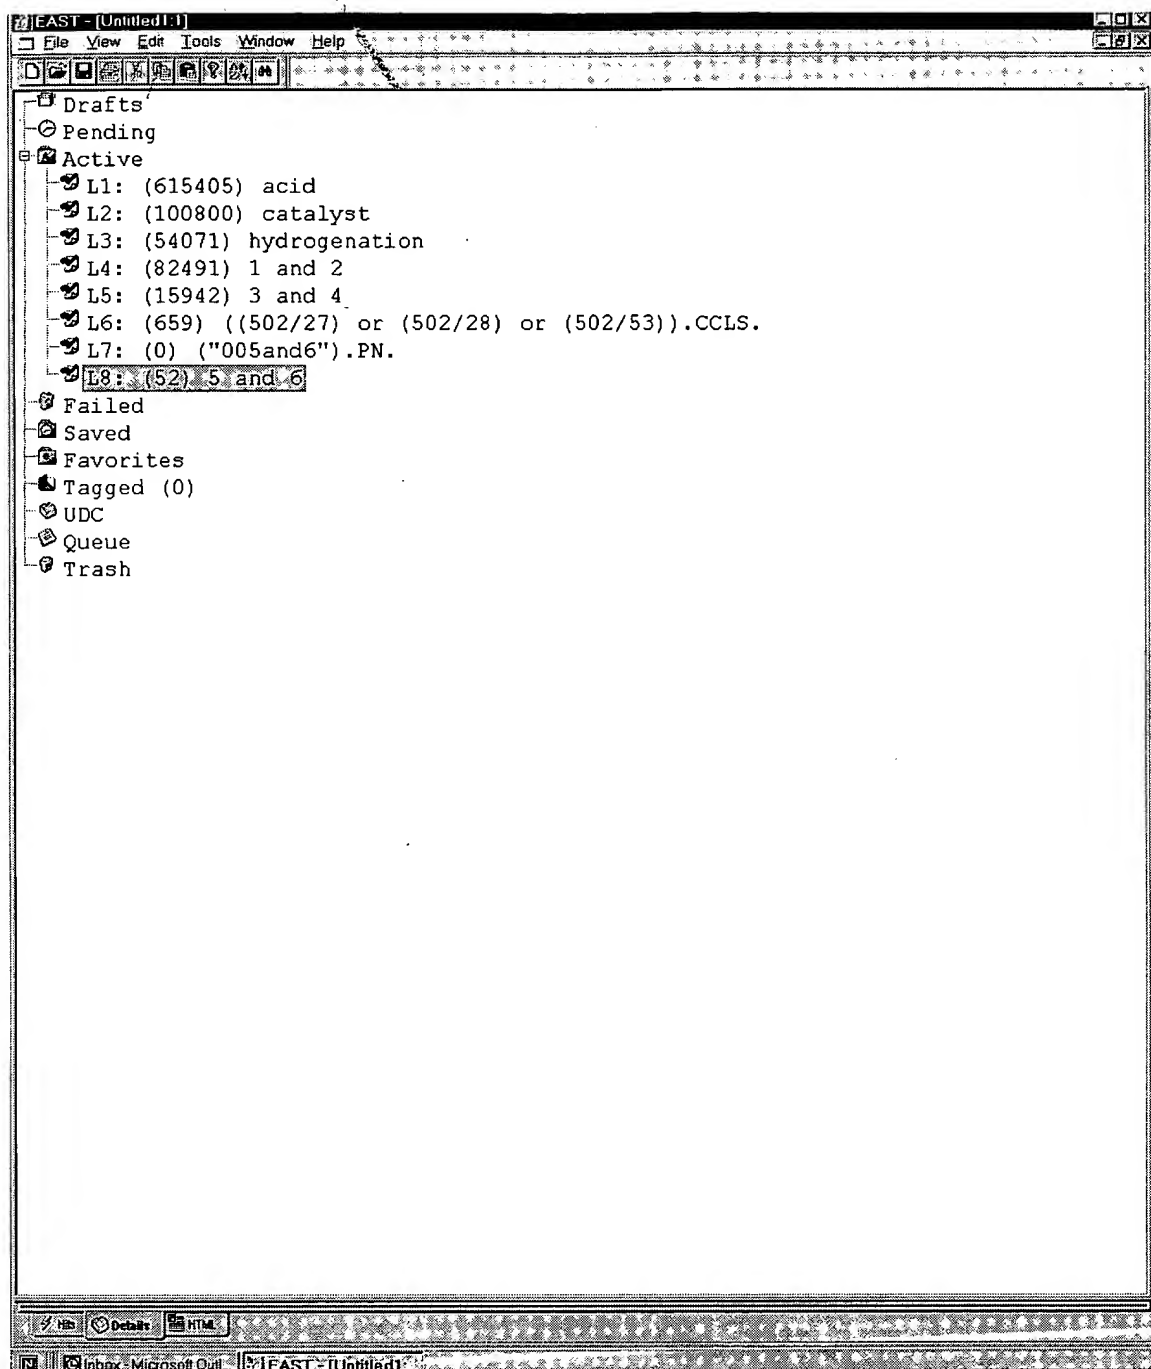 EAST - [Untitled1:1]
File View Edit Tools Window Help
Drafts
Pending
Active
L1: (615405) acid
L2: (100800) catalyst
L3: (54071) hydrogenation
L4: (82491) 1 and 2
L5: (15942) 3 and 4
L6: (659) ((502/27) or (502/28) or (502/53)).CCLS.
L7: (0) ("005and6").PN.
L8: (52) 5 and 6
Failed
Saved
Favorites
Tagged (0)
UDC
Queue
Trash
Hits Details HTML
Inbox - Microsoft Outl EAST - [Untitled1: